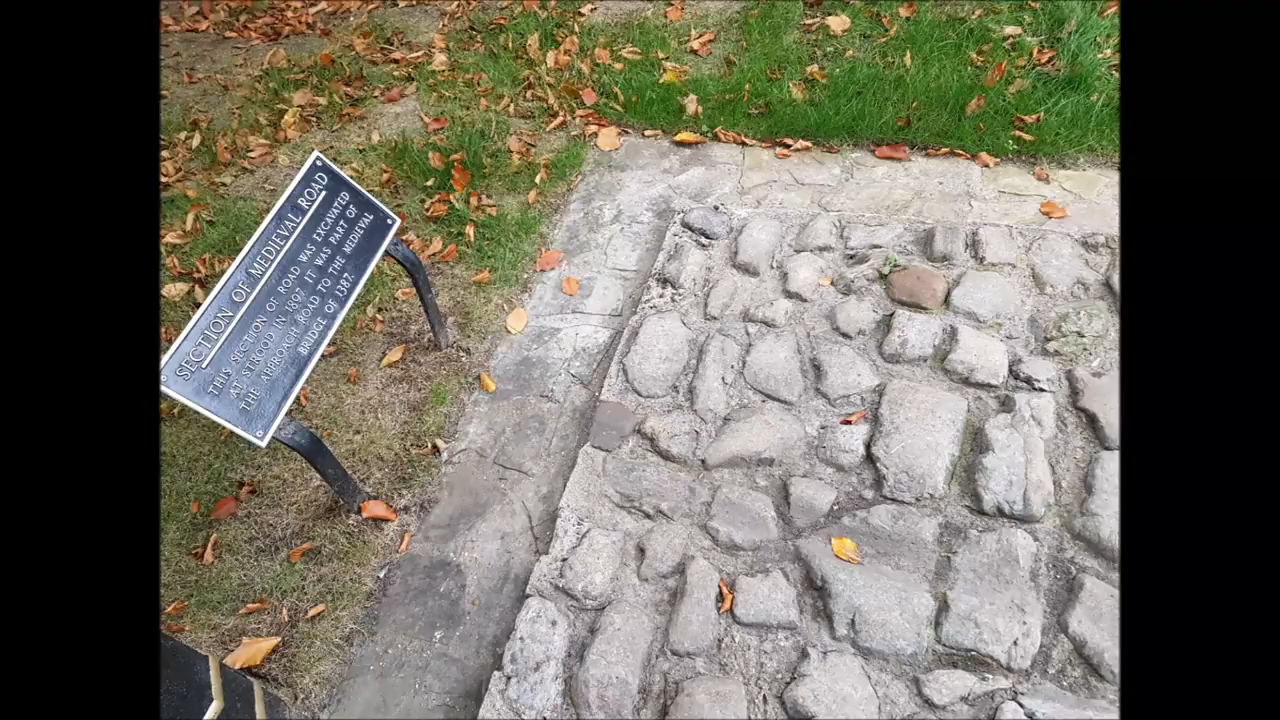 SECTION OF MEDIEVAL ROAD
THIS SECTION OF ROAD WAS EXCAVATED
AT STROOD IN 1897. IT WAS PART OF
THE APPROACH ROAD TO THE MEDIEVAL
BRIDGE OF 1387.